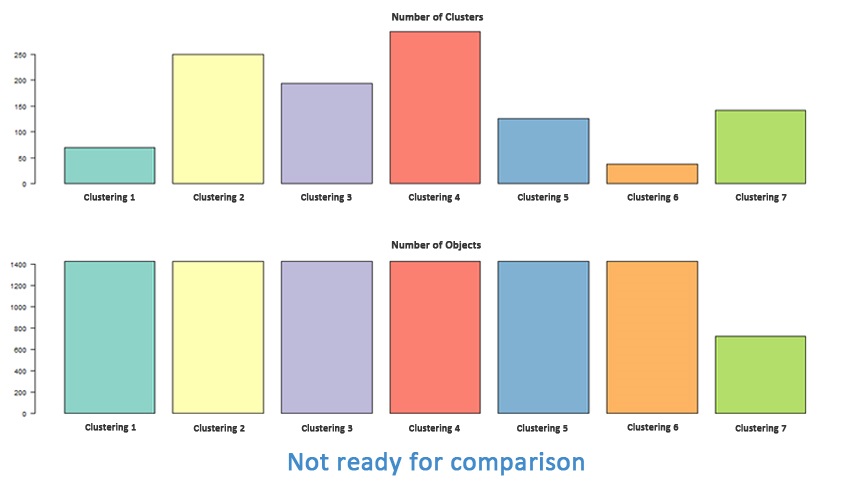 Number of Clusters
250
200
150
100
50
0
Clustering 1 Clustering 2 Clustering 3 Clustering 4 Clustering 5 Clustering 6 Clustering 7
Number of Objects
1400
1200
1000
800
600
400
200
0
Clustering 1 Clustering 2 Clustering 3 Clustering 4 Clustering 5 Clustering 6 Clustering 7
Not ready for comparison